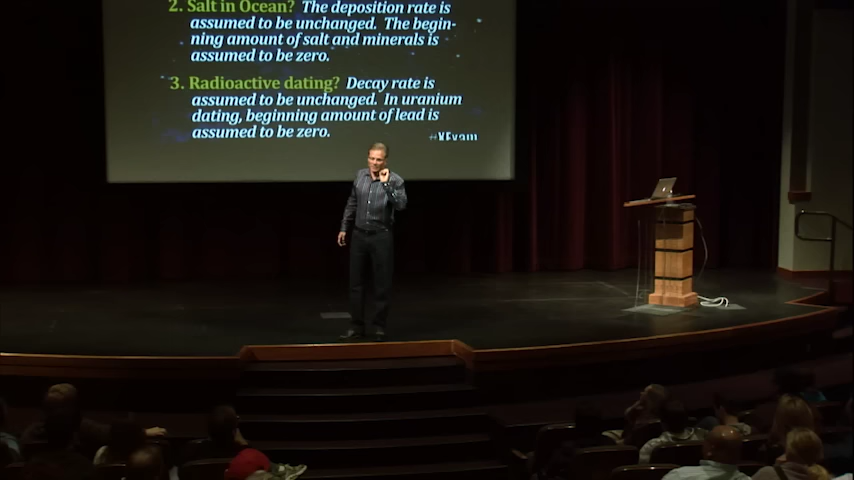 2. Salt in Ocean? The deposition rate is
assumed to be unchanged. The begin-
ning amount of salt and minerals is
assumed to be zero.
3. Radioactive dating? Decay rate is
assumed to be unchanged. In uranium
dating, beginning amount of lead is
assumed to be zero.